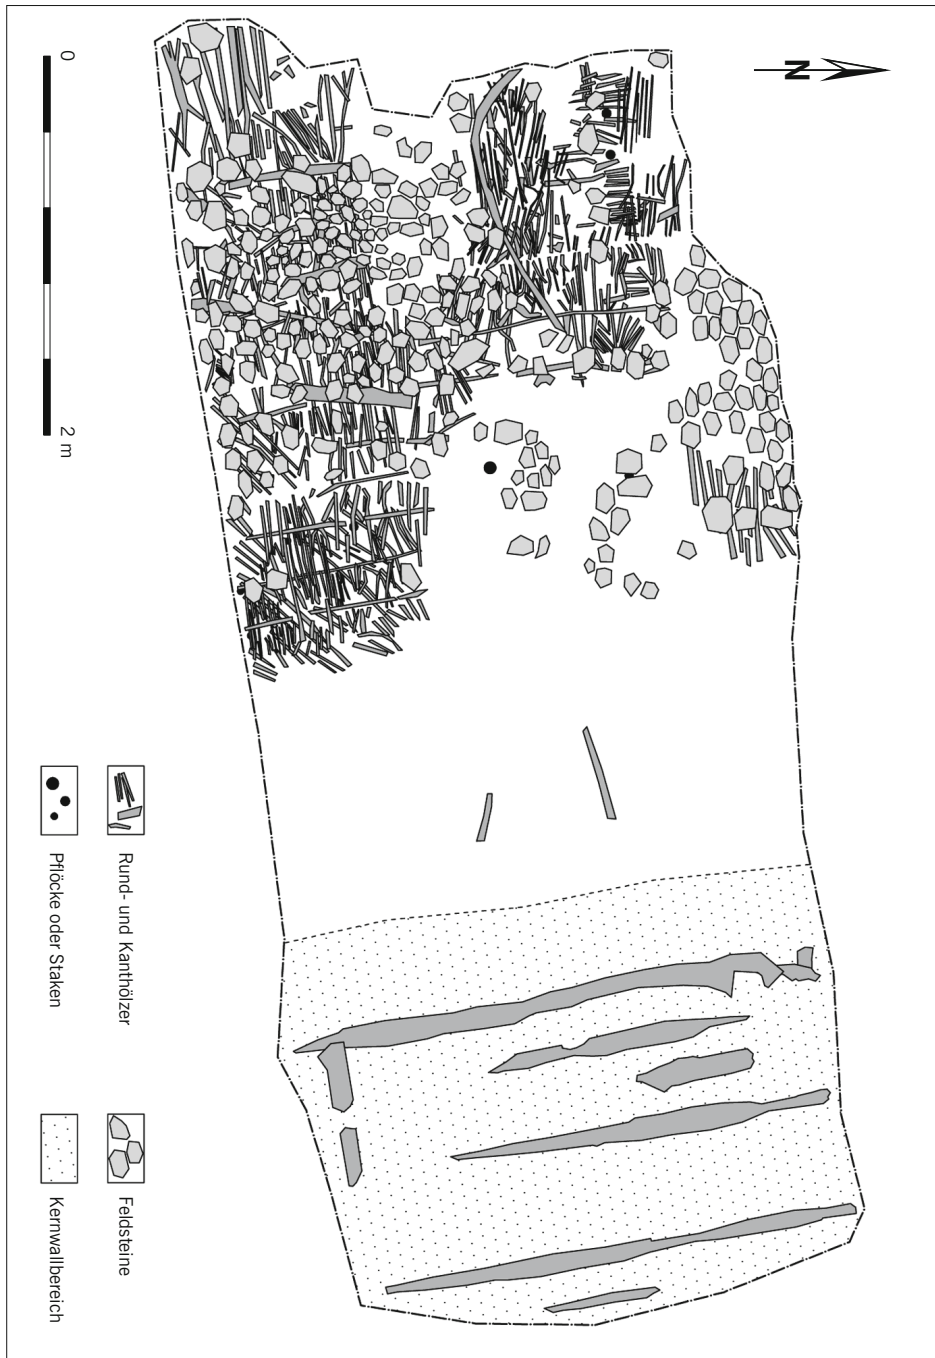 N
0
2 m
Rund- und Kanthölzer
Pflöcke oder Staken
Feldsteine
Kernwallbereich